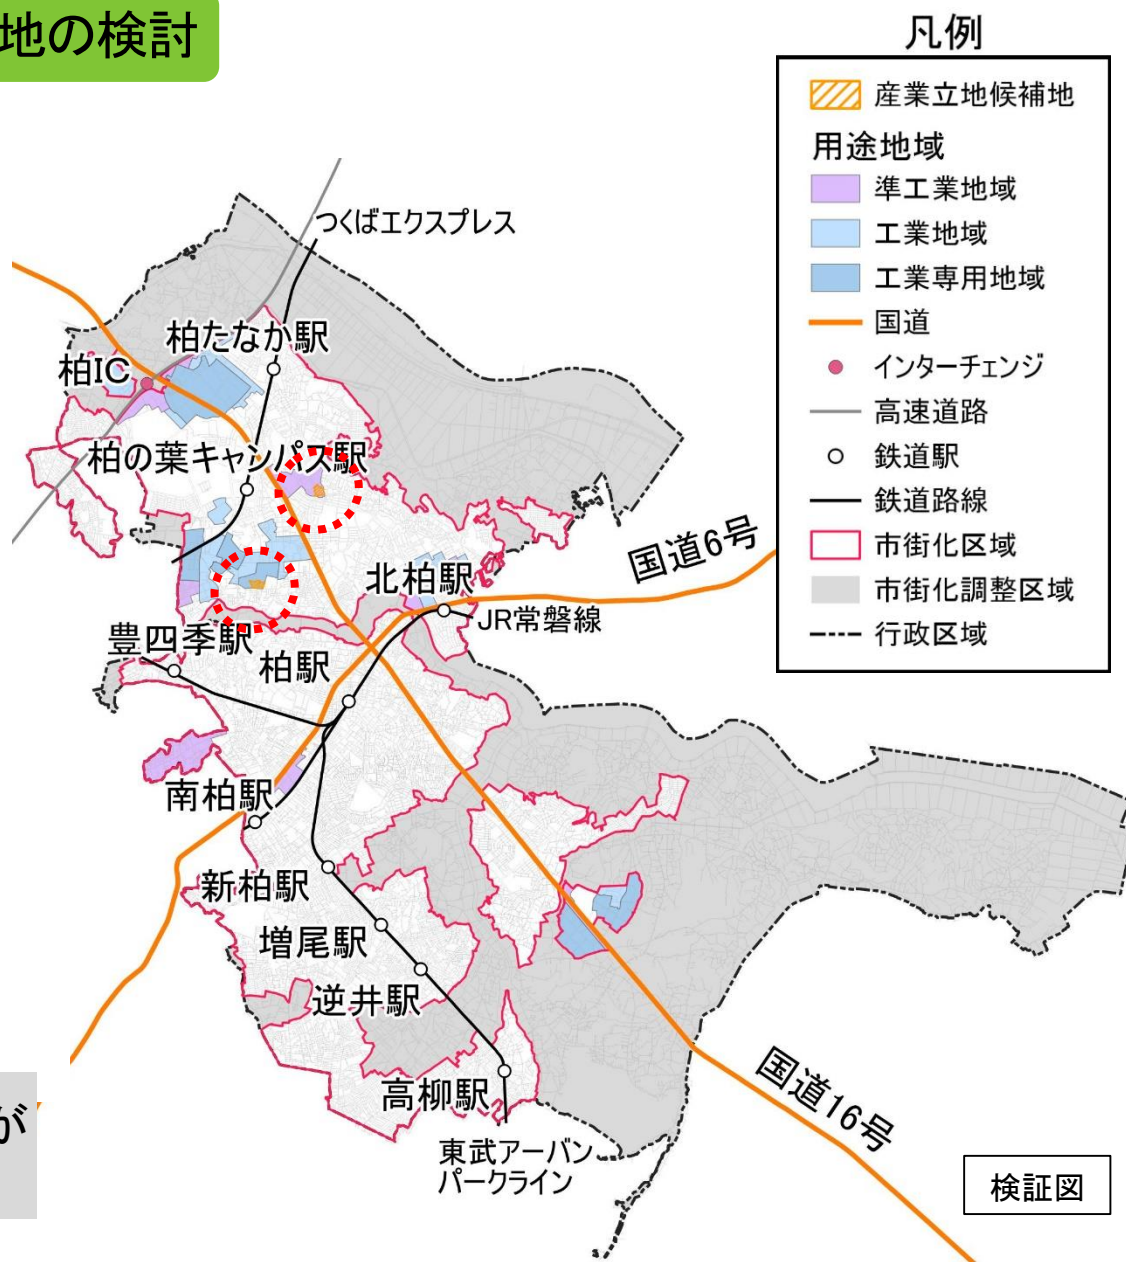 地の検討
凡例
産業立地候補地
用途地域
準工業地域
工業地域
工業専用地域
国道
インターチェンジ
高速道路
鉄道駅
鉄道路線
市街化区域
市街化調整区域
行政区域
つくばエクスプレス
柏たなか駅
柏IC
柏の葉キャンパス駅
国道6号
北柏駅
JR常磐線
豊四季駅
柏駅
南柏駅
新柏駅
増尾駅
逆井駅
高柳駅
国道16号
東武アーバン
パークライン
が
検証図